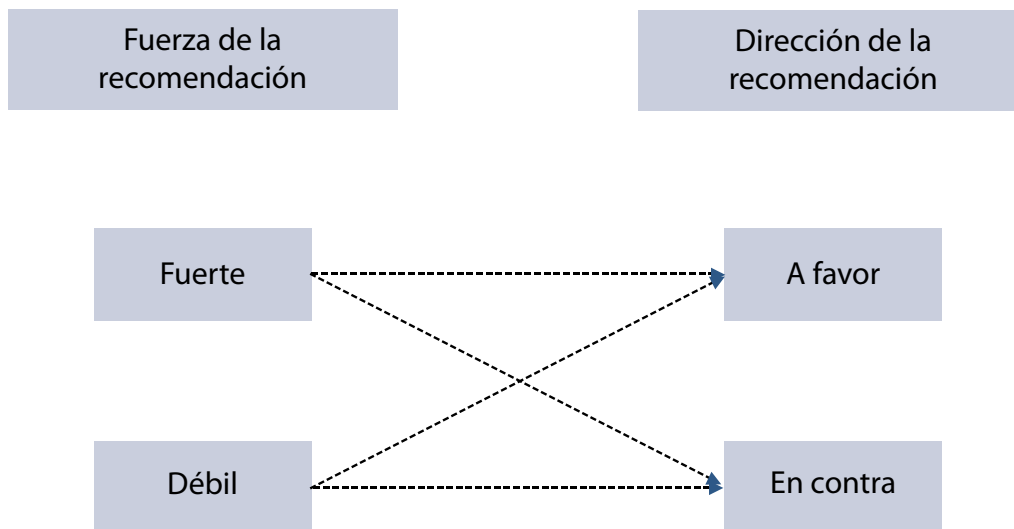 Fuerza de la
recomendación
Dirección de la
recomendación
Fuerte
A favor
Débil
En contra